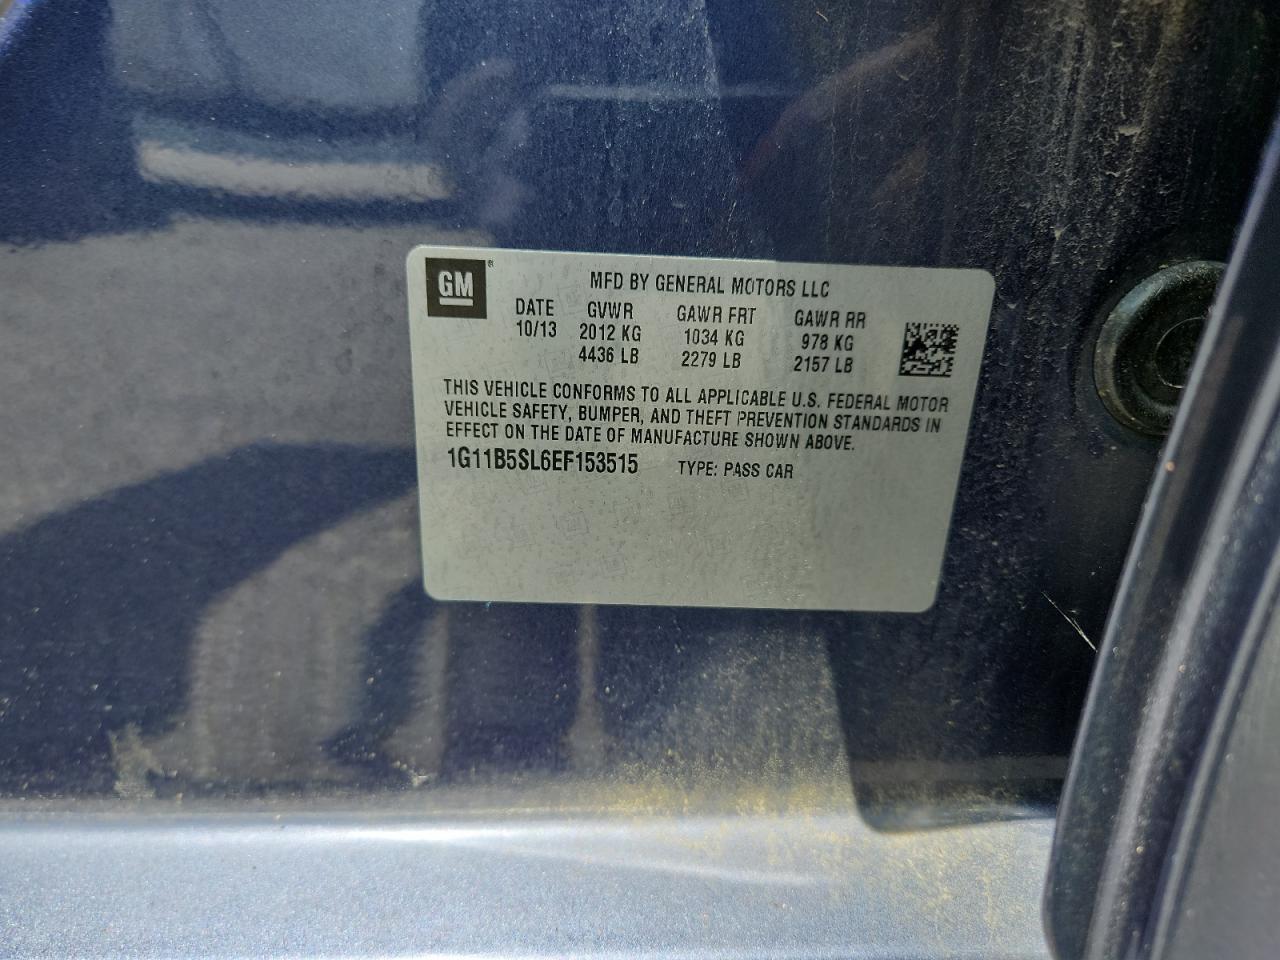 GM®
MFD BY GENERAL MOTORS LLC
DATE GVWR GAWR FRT GAWR RR
10/13 2012 KG 1034 KG 978 KG
4436 LB 2279 LB 2157 LB
THIS VEHICLE CONFORMS TO ALL APPLICABLE U.S. FEDERAL MOTOR
VEHICLE SAFETY, BUMPER, AND THEFT PREVENTION STANDARDS IN
EFFECT ON THE DATE OF MANUFACTURE SHOWN ABOVE.
1G11B5SL6EF153515 TYPE: PASS CAR